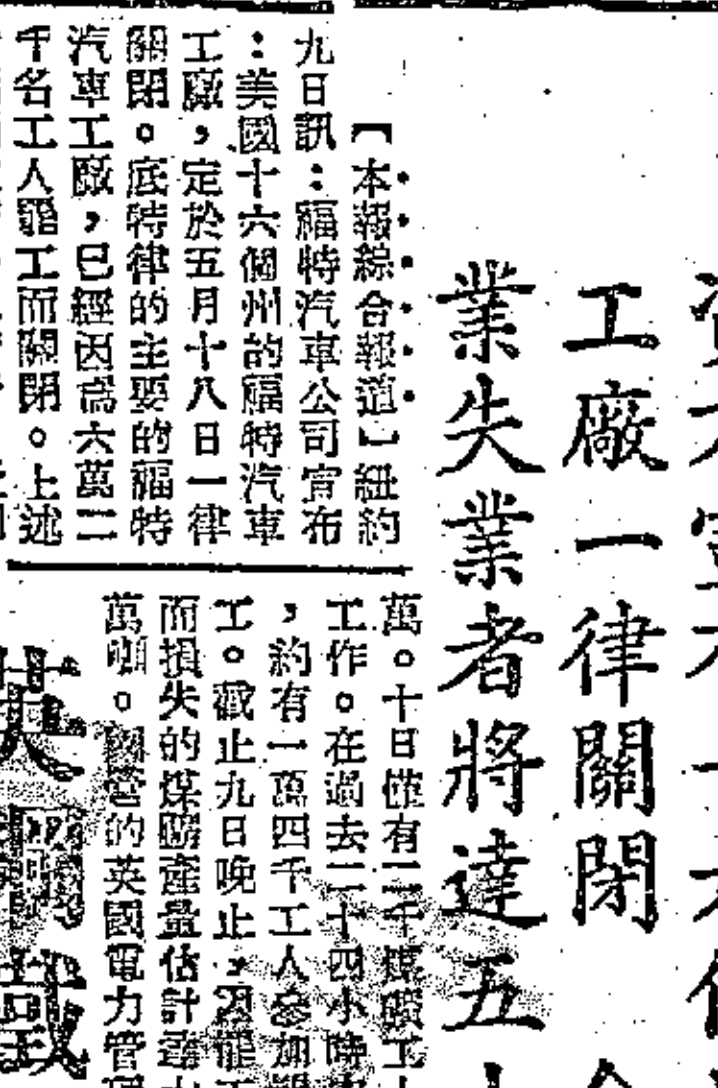 工廠一律關閉
業失業業者將達五
【本報綜合報道】紐約
九日訊：福特汽車公司宣布
：美國十六個州的福特汽車
工廠，定於五月十八日一律
關閉。底特律的主要的福特
汽車工廠，已經因爲六萬二
千名工人罷工而關閉。上述
萬。十日僅有二千煤礦工
工作。在過去二十四小時
，約有一萬四千工人參加
工。截止九日晚止，因罷工
而損失的煤礦產量估計達
萬噸。國營的英國電力管
英